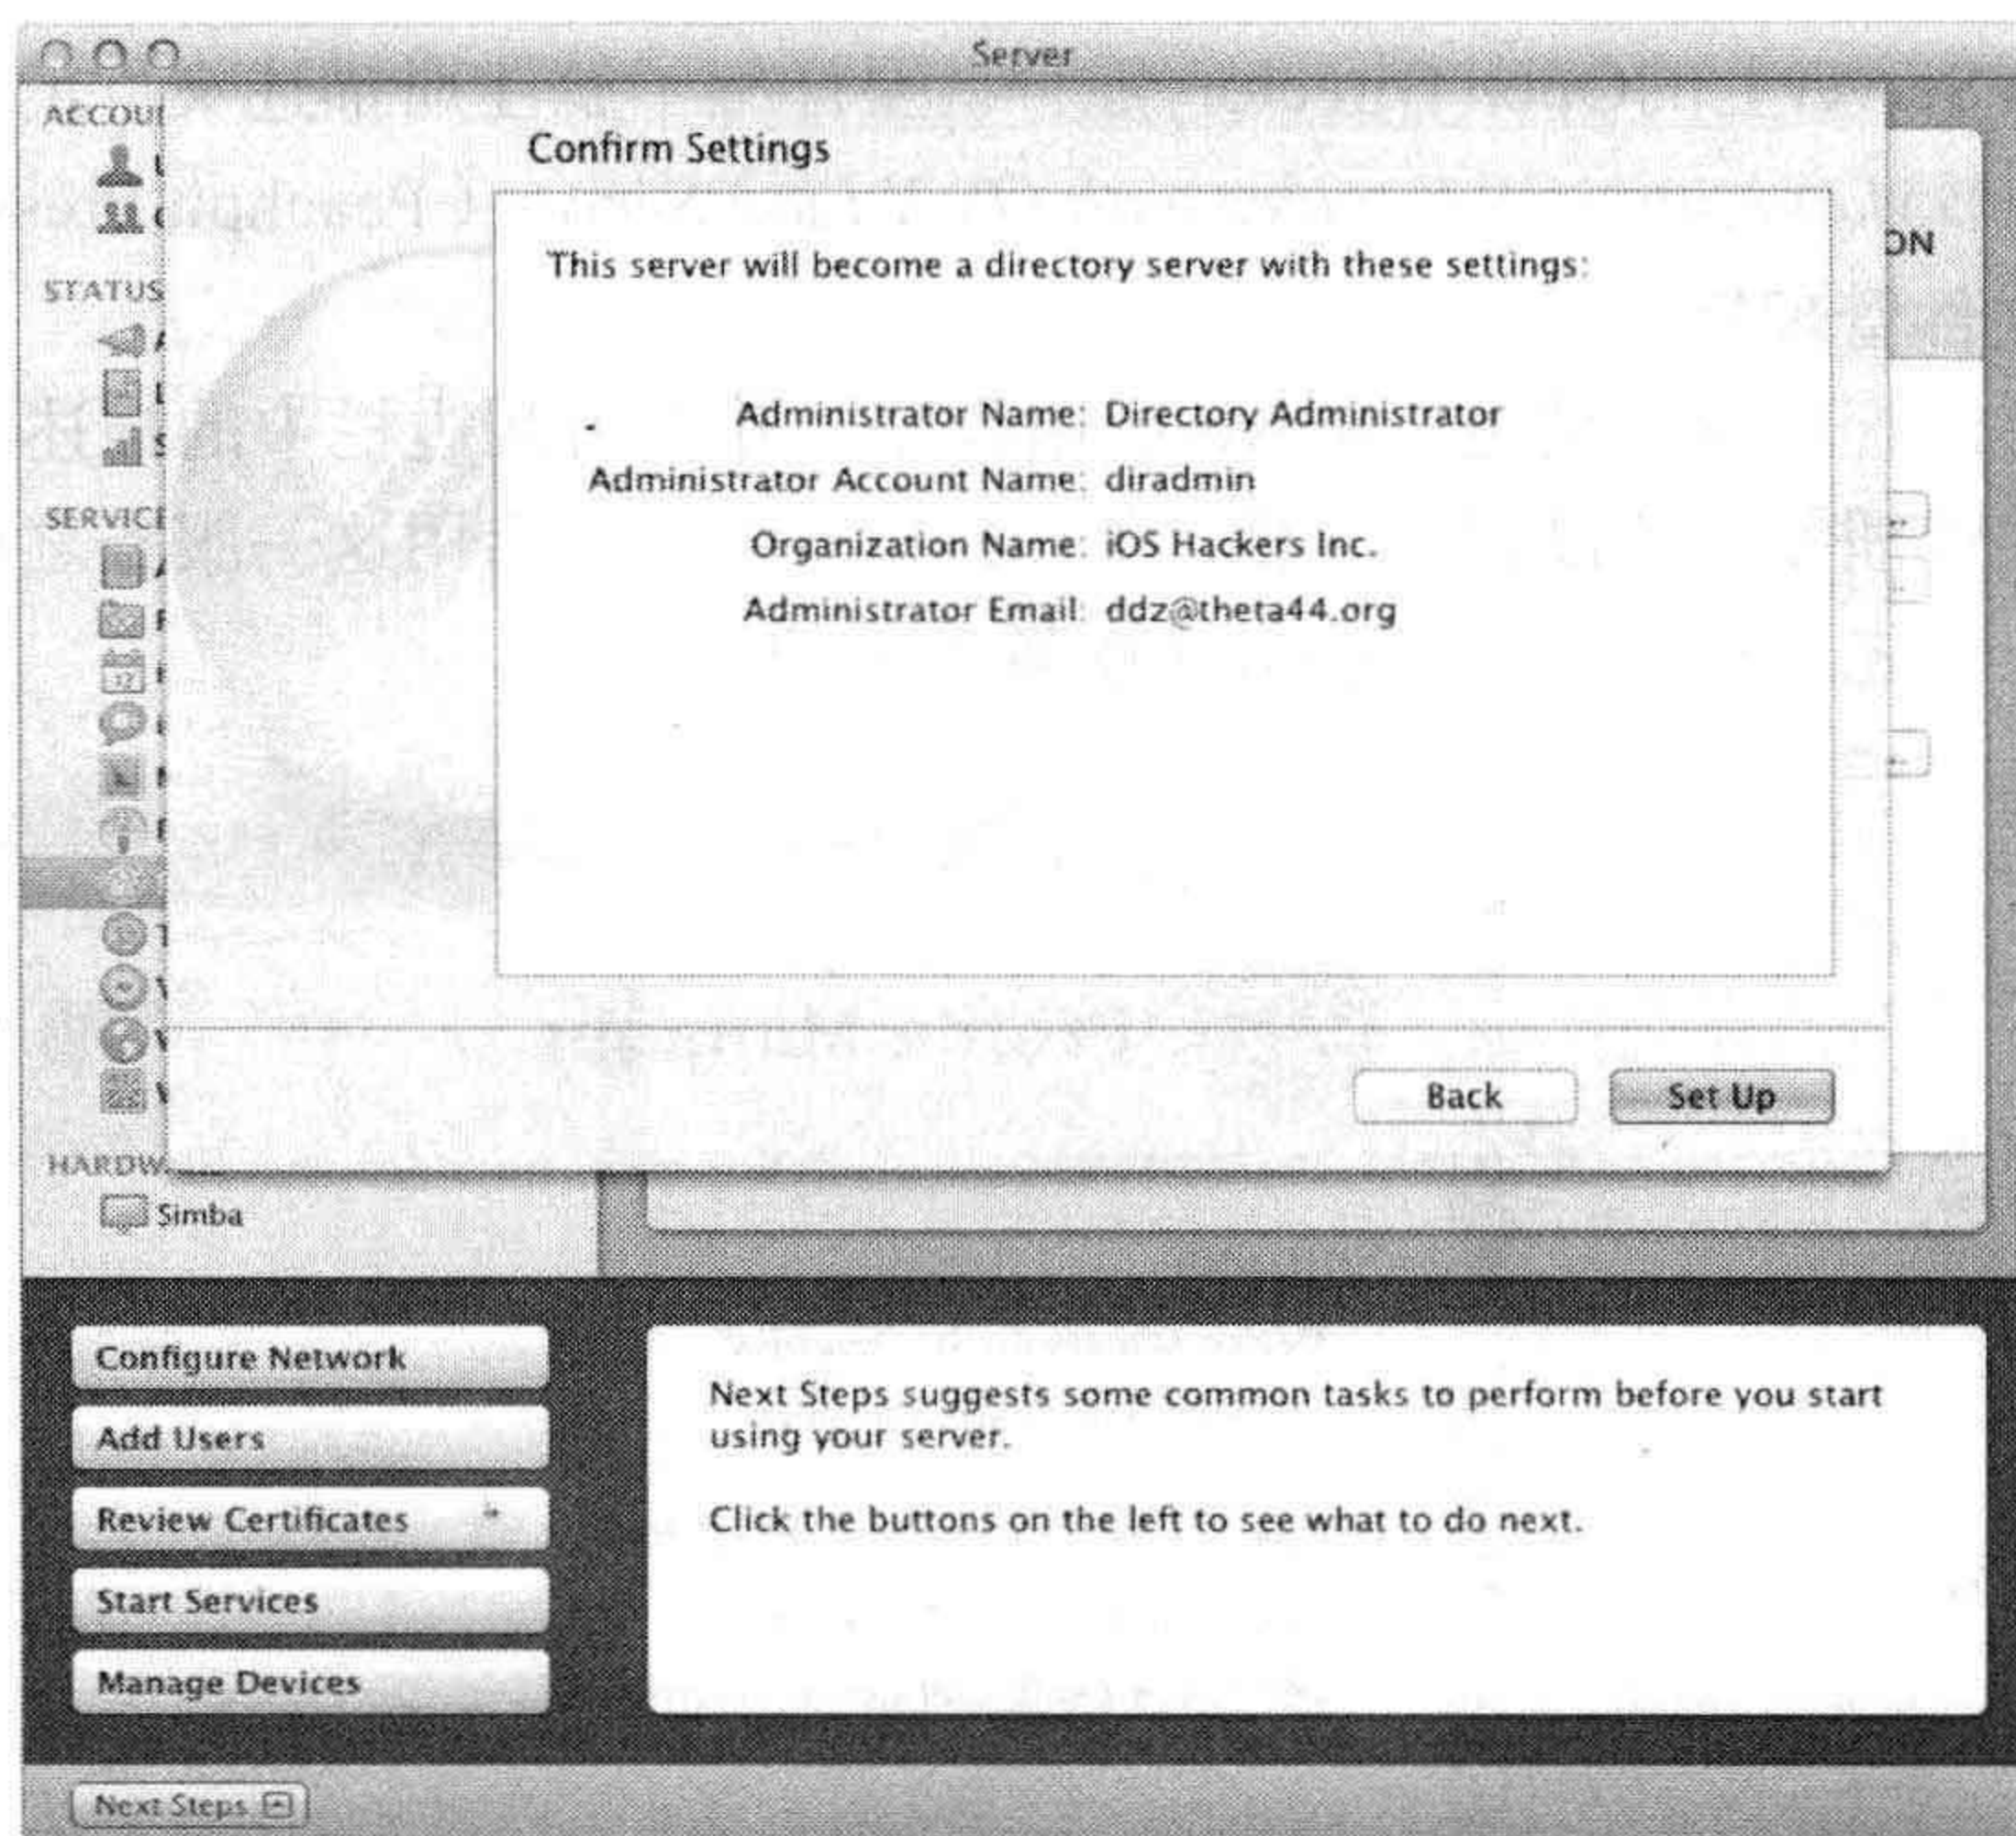 Server
ACCOU
Confirm Settings
This server will become a directory server with these settings:
ON
STATUS
Administrator Name: Directory Administrator
Administrator Account Name: diradmin
SERVICE
Organization Name: iOS Hackers Inc.
Administrator Email: ddz@theta44.org
Back
Set Up
HARDW
Simba
Configure Network
Add Users
Review Certificates
Start Services
Manage Devices
Next Steps suggests some common tasks to perform before you start
using your server.
Click the buttons on the left to see what to do next.
Next Steps